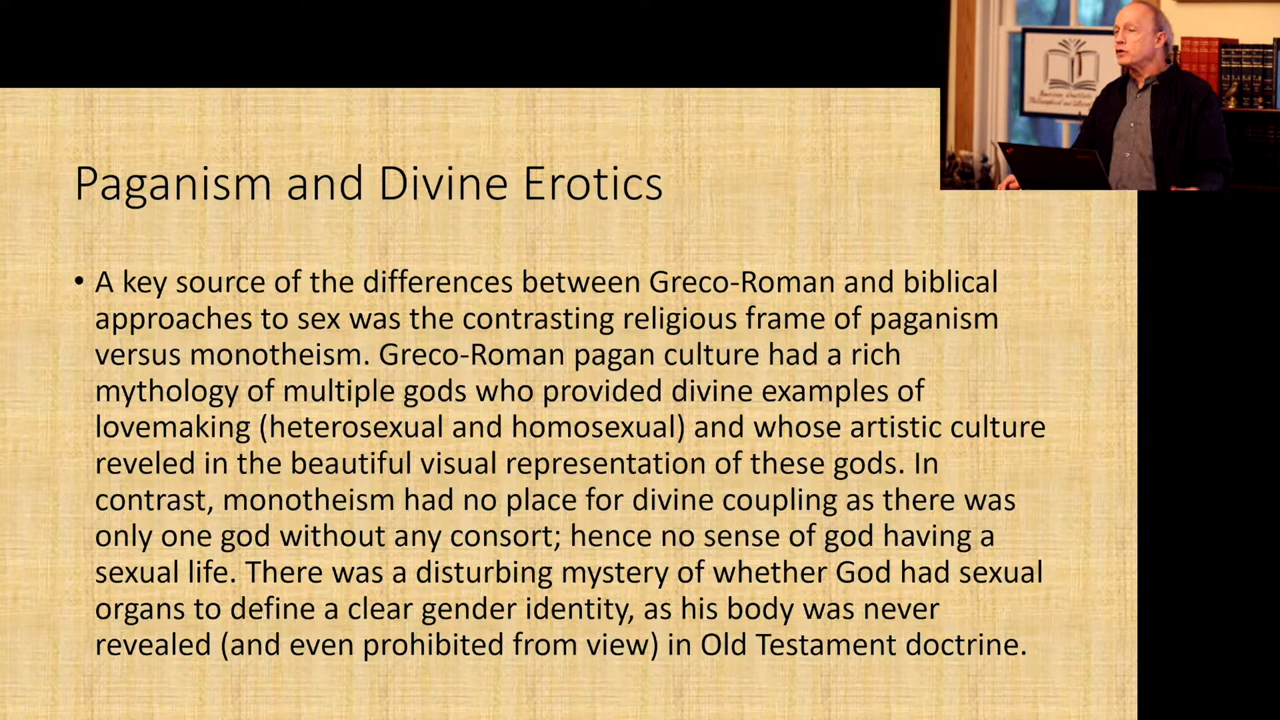 Paganism and Divine Erotics
• A key source of the differences between Greco-Roman and biblical
approaches to sex was the contrasting religious frame of paganism
versus monotheism. Greco-Roman pagan culture had a rich
mythology of multiple gods who provided divine examples of
lovemaking (heterosexual and homosexual) and whose artistic culture
reveled in the beautiful visual representation of these gods. In
contrast, monotheism had no place for divine coupling as there was
only one god without any consort; hence no sense of god having a
sexual life. There was a disturbing mystery of whether God had sexual
organs to define a clear gender identity, as his body was never
revealed (and even prohibited from view) in Old Testament doctrine.